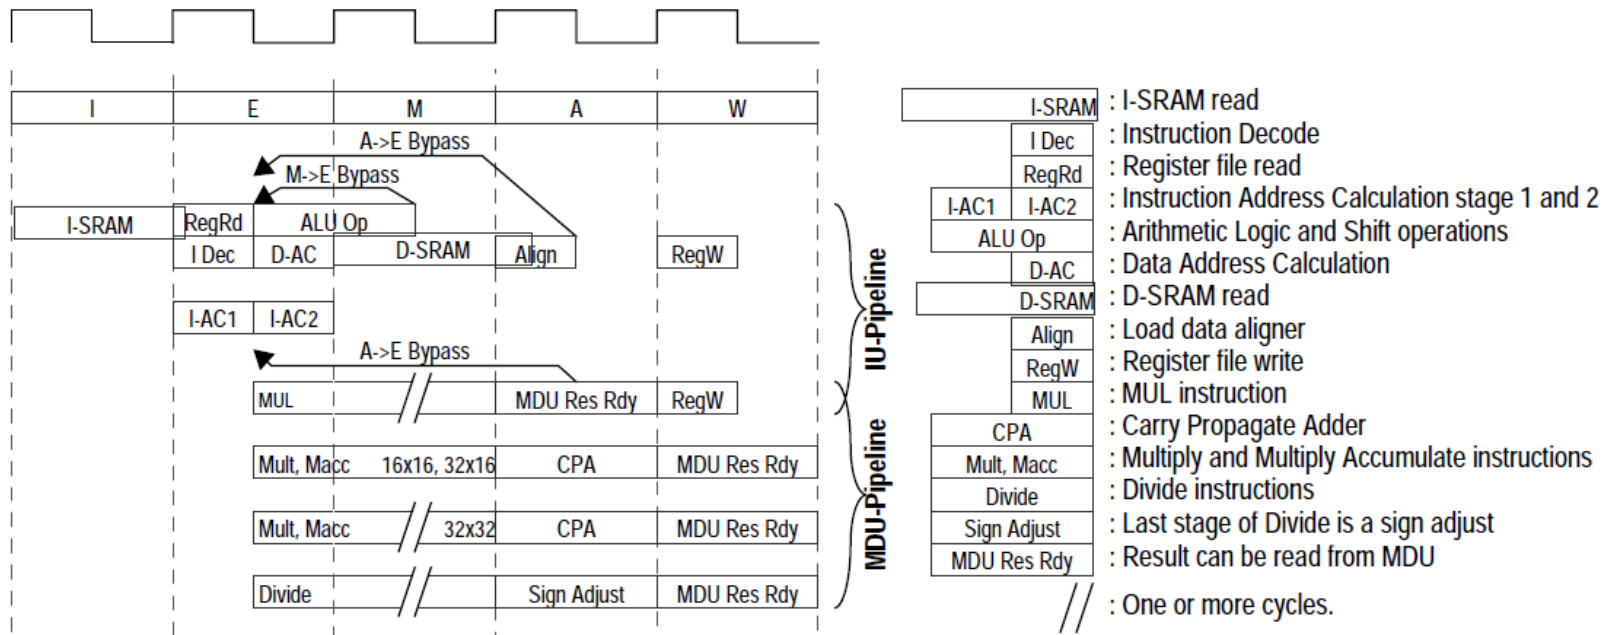 I E M A W
A->E Bypass
M->E Bypass
I-SRAM RegRd ALU Op
I Dec D-AC D-SRAM Align RegW
I-AC1 I-AC2
A->E Bypass
MUL MDU Res Rdy RegW
Mult, Macc 16x16, 32x16 CPA MDU Res Rdy
Mult, Macc 32x32 CPA MDU Res Rdy
Divide Sign Adjust MDU Res Rdy
IU-Pipeline
MDU-Pipeline
I-SRAM : I-SRAM read
I Dec : Instruction Decode
RegRd : Register file read
I-AC1 I-AC2 : Instruction Address Calculation stage 1 and 2
ALU Op : Arithmetic Logic and Shift operations
D-AC : Data Address Calculation
D-SRAM : D-SRAM read
Align : Load data aligner
RegW : Register file write
MUL : MUL instruction
CPA : Carry Propagate Adder
Mult, Macc : Multiply and Multiply Accumulate instructions
Divide : Divide instructions
Sign Adjust : Last stage of Divide is a sign adjust
MDU Res Rdy : Result can be read from MDU
: One or more cycles.